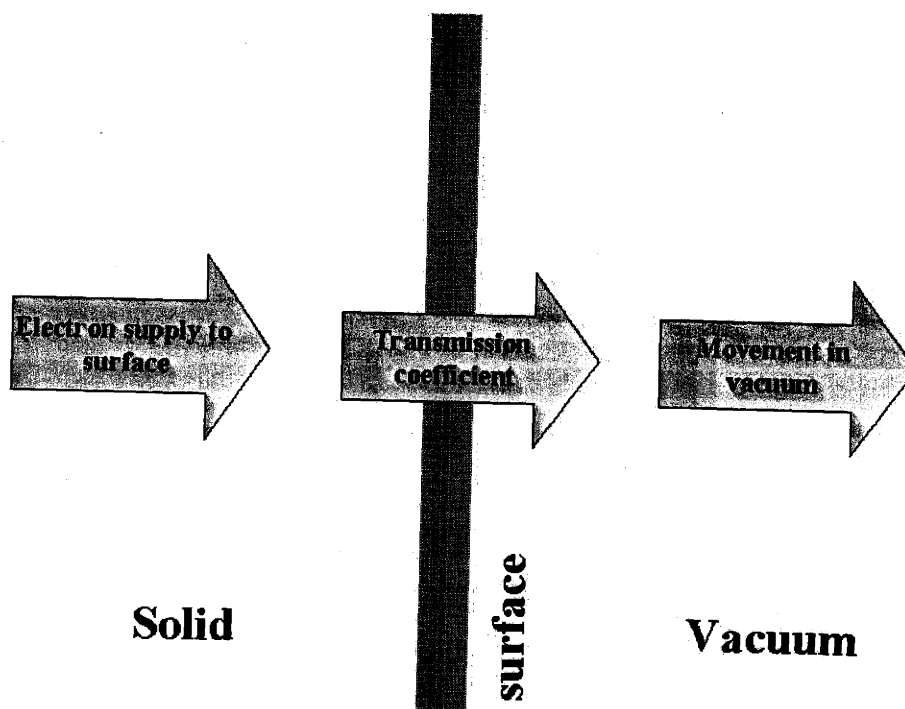 Electron supply to
surface
Transmission
coefficient
Movement in
vacuum
Solid
surface
Vacuum